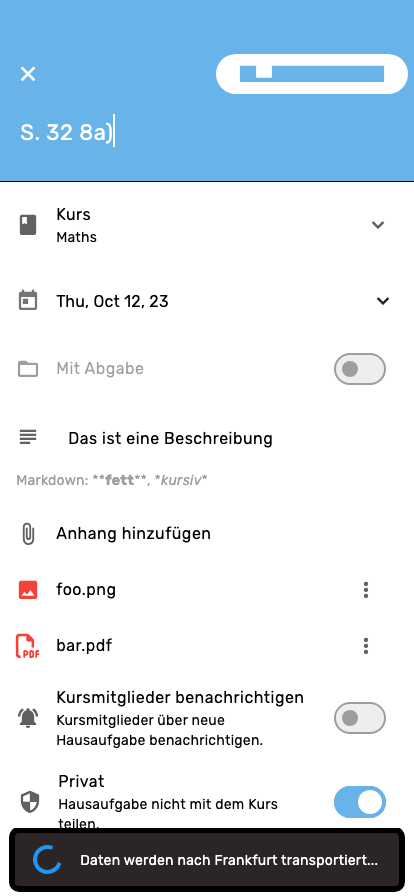 S. 32 8a)
Kurs
Maths
Thu, Oct 12, 23
Mit Abgabe
Das ist eine Beschreibung
Markdown: **fett**, *kursiv*
Anhang hinzufügen
foo.png
PDF bar.pdf
Kursmitglieder benachrichtigen
Kursmitglieder über neue
Hausaufgabe benachrichtigen.
Privat
Hausaufgabe nicht mit dem Kurs
teilen.
Daten werden nach Frankfurt transportiert...